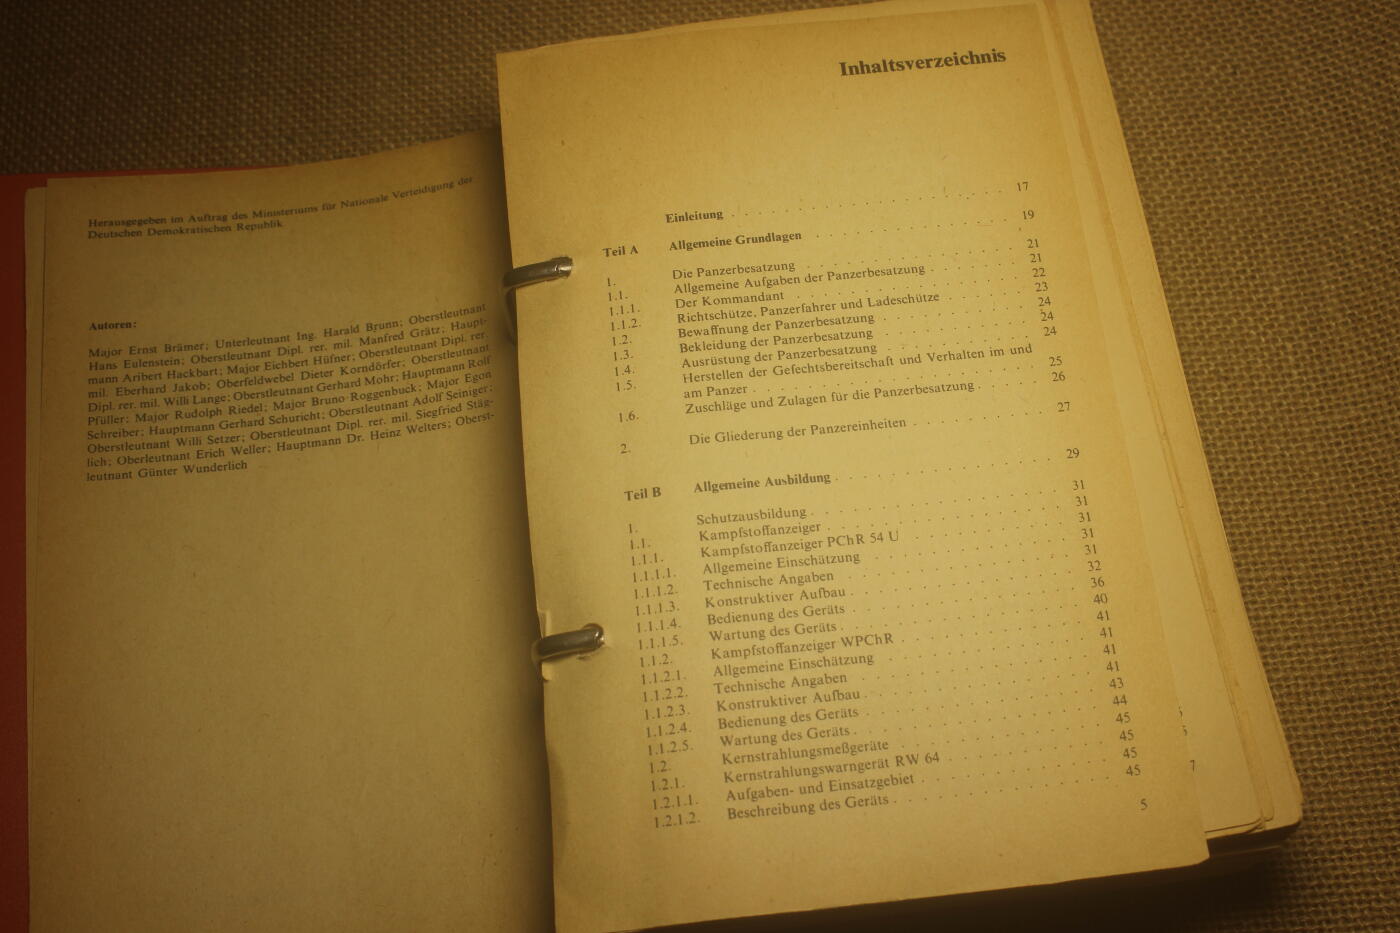 Herausgegeben im Auftrag des Ministeriums für Nationale Verteidigung der
Deutschen Demokratischen Republik
Autoren:
Major Ernst Brämer; Unterleutnant Ing. Harald Brunn; Oberstleutnant
Hans Eulenstein; Oberstleutnant Dipl. rer. mil. Manfred Grätz; Haupt-
mann Aribert Hackbart; Major Eichbert Hüfner; Oberstleutnant Dipl. rer.
mil. Eberhard Jakob; Oberfeldwebel Dieter Korndörfer; Oberstleutnant
Dipl. rer. mil. Willi Lange; Oberstleutnant Gerhard Mohr; Hauptmann Rolf
Pfüller; Major Rudolph Riedel; Major Bruno Roggenbuck; Major Egon
Schreiber; Hauptmann Gerhard Schuricht; Oberstleutnant Adolf Seiniger;
Oberstleutnant Willi Setzer; Oberstleutnant Dipl. rer. mil. Siegfried Stäg-
lich; Oberleutnant Erich Weller; Hauptmann Dr. Heinz Welters; Oberst-
leutnant Günter Wunderlich
Inhaltsverzeichnis
Einleitung . . . . . 17
Teil A Allgemeine Grundlagen . . . . . 19
1. Die Panzerbesatzung . . . . . 21
1.1. Allgemeine Aufgaben der Panzerbesatzung . . . . . 21
1.1.1. Der Kommandant . . . . . 22
1.1.2. Richtschütze, Panzerfahrer und Ladeschütze . . . . . 23
1.2. Bewaffnung der Panzerbesatzung . . . . . 24
1.3. Bekleidung der Panzerbesatzung . . . . . 24
1.4. Ausrüstung der Panzerbesatzung . . . . . 24
1.5. Herstellen der Gefechtsbereitschaft und Verhalten im und
am Panzer . . . . . 25
1.6. Zuschläge und Zulagen für die Panzerbesatzung . . . . . 26
2. Die Gliederung der Panzereinheiten . . . . . 27
Teil B Allgemeine Ausbildung . . . . . 29
1. Schutzausbildung . . . . . 31
1.1. Kampfstoffanzeiger . . . . . 31
1.1.1. Kampfstoffanzeiger PChR 54 U . . . . . 31
1.1.1.1. Allgemeine Einschätzung . . . . . 31
1.1.1.2. Technische Angaben . . . . . 31
1.1.1.3. Konstruktiver Aufbau . . . . . 32
1.1.1.4. Bedienung des Geräts . . . . . 36
1.1.1.5. Wartung des Geräts . . . . . 40
1.1.2. Kampfstoffanzeiger WPChR . . . . . 41
1.1.2.1. Allgemeine Einschätzung . . . . . 41
1.1.2.2. Technische Angaben . . . . . 41
1.1.2.3. Konstruktiver Aufbau . . . . . 41
1.1.2.4. Bedienung des Geräts . . . . . 43
1.1.2.5. Wartung des Geräts . . . . . 44
1.2. Kernstrahlungsmeßgeräte . . . . . 45
1.2.1. Kernstrahlungswarngerät RW 64 . . . . . 45
1.2.1.1. Aufgaben- und Einsatzgebiet . . . . . 45
1.2.1.2. Beschreibung des Geräts . . . . . 45
5
7